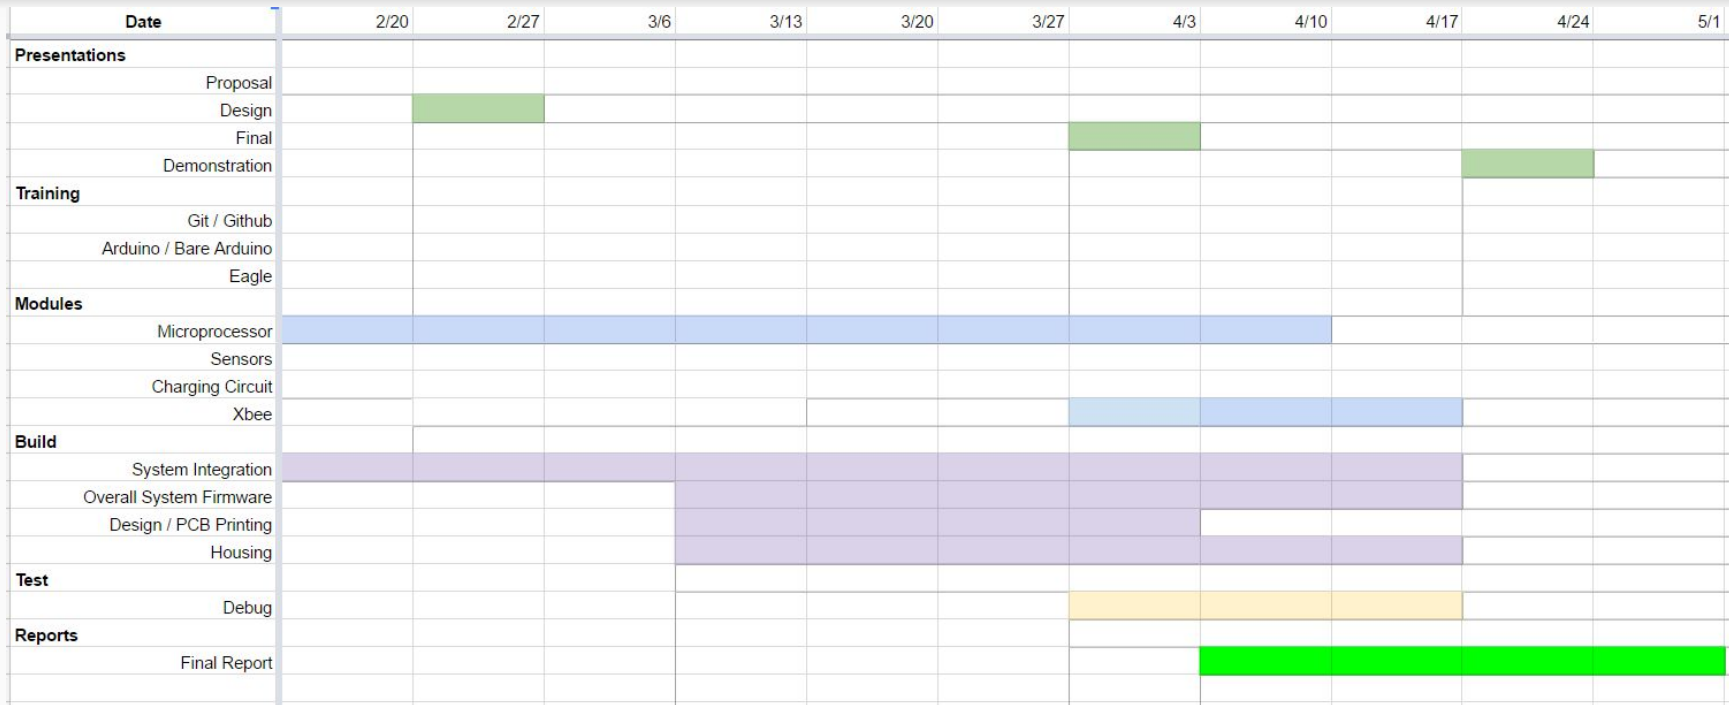 Date 2/20 2/27 3/6 3/13 3/20 3/27 4/3 4/10 4/17 4/24 5/1
Presentations
Proposal
Design
Final
Demonstration
Training
Git / Github
Arduino / Bare Arduino
Eagle
Modules
Microprocessor
Sensors
Charging Circuit
Xbee
Build
System Integration
Overall System Firmware
Design / PCB Printing
Housing
Test
Debug
Reports
Final Report